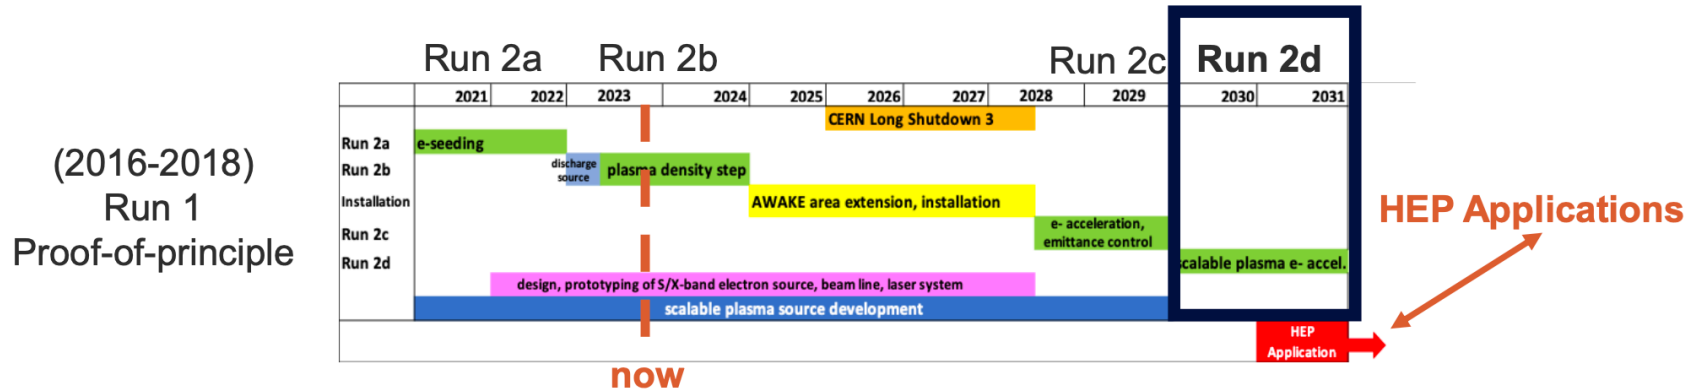 Run 2a
Run 2b
Run 2c
Run 2d
2021 2022 2023 2024 2025 2026 2027 2028 2029 2030 2031
CERN Long Shutdown 3
Run 2a e-seeding
Run 2b discharge source plasma density step
Installation AWAKE area extension, installation
Run 2c e- acceleration,
emittance control
Run 2d scalable plasma e- accel.
design, prototyping of S/X-band electron source, beam line, laser system
scalable plasma source development
HEP
Application
now
(2016-2018)
Run 1
Proof-of-principle
HEP Applications